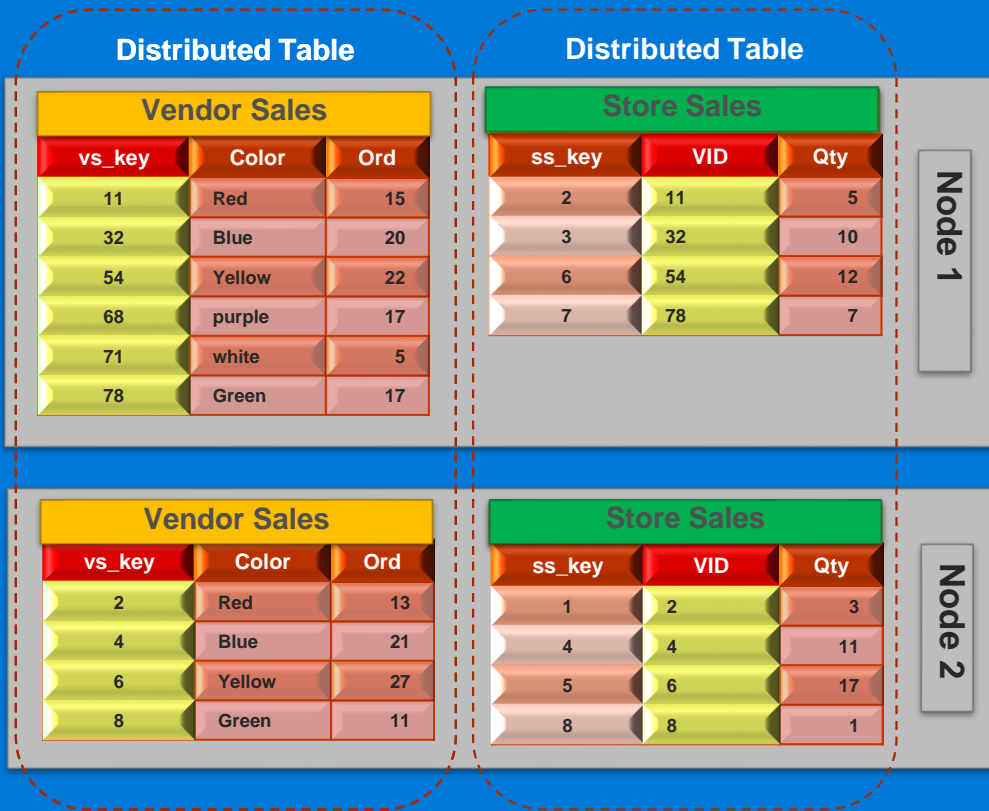 Distributed Table
Distributed Table
Vendor Sales
vs_key Color Ord
11 Red 15
32 Blue 20
54 Yellow 22
68 purple 17
71 white 5
78 Green 17
Store Sales
ss_key VID Qty
2 11 5
3 32 10
6 54 12
7 78 7
Node 1
Vendor Sales
vs_key Color Ord
2 Red 13
4 Blue 21
6 Yellow 27
8 Green 11
Store Sales
ss_key VID Qty
1 2 3
4 4 11
5 6 17
8 8 1
Node 2